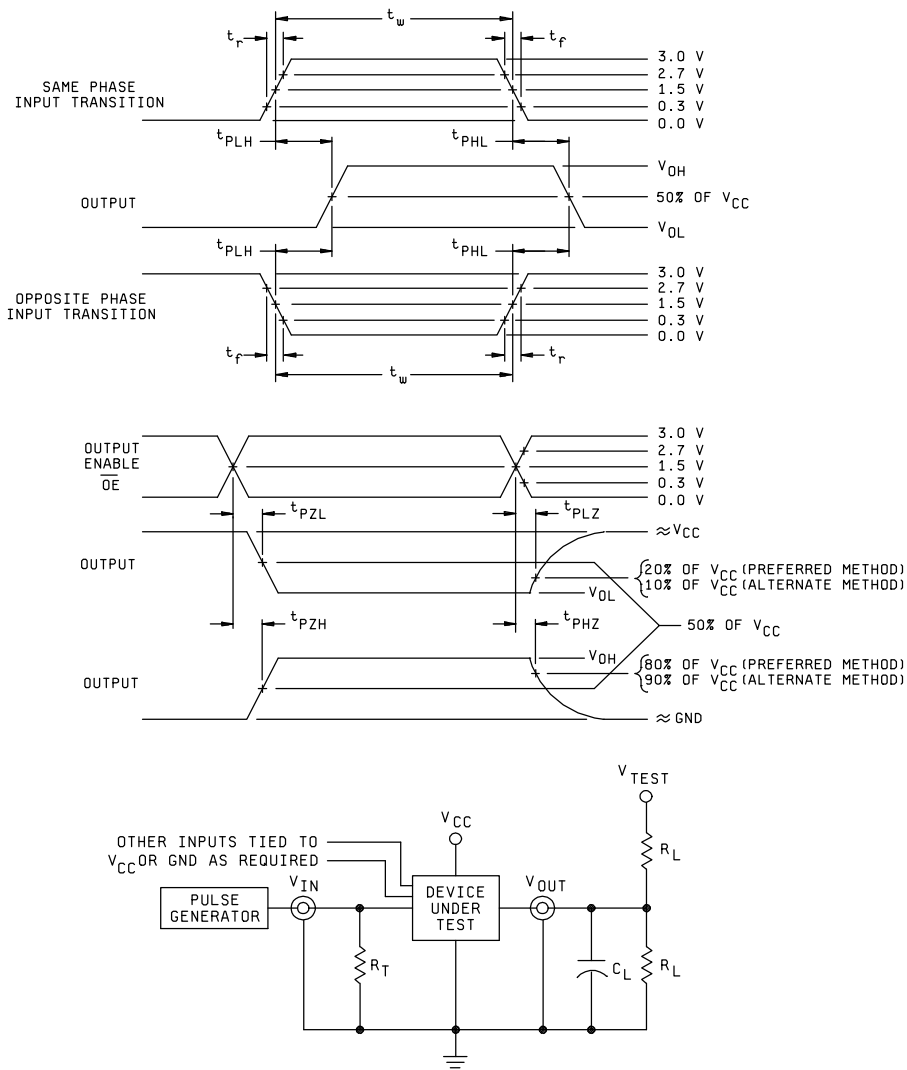 t_w
t_r
t_f
3.0 V
2.7 V
1.5 V
0.3 V
0.0 V
SAME PHASE
INPUT TRANSITION
t_PLH
t_PHL
V_OH
OUTPUT
50% OF V_CC
V_OL
t_PLH
t_PHL
3.0 V
2.7 V
1.5 V
0.3 V
0.0 V
OPPOSITE PHASE
INPUT TRANSITION
t_f
t_r
t_w
3.0 V
2.7 V
1.5 V
0.3 V
0.0 V
OUTPUT
ENABLE
O̅E̅
t_PZL
t_PLZ
≈V_CC
OUTPUT
20% OF V_CC (PREFERRED METHOD)
10% OF V_CC (ALTERNATE METHOD)
V_OL
t_PZH
t_PHZ
50% OF V_CC
V_OH
80% OF V_CC (PREFERRED METHOD)
90% OF V_CC (ALTERNATE METHOD)
OUTPUT
≈GND
V_TEST
V_CC
R_L
OTHER INPUTS TIED TO
V_CC OR GND AS REQUIRED
V_IN
V_OUT
PULSE
GENERATOR
DEVICE
UNDER
TEST
R_T
C_L
R_L